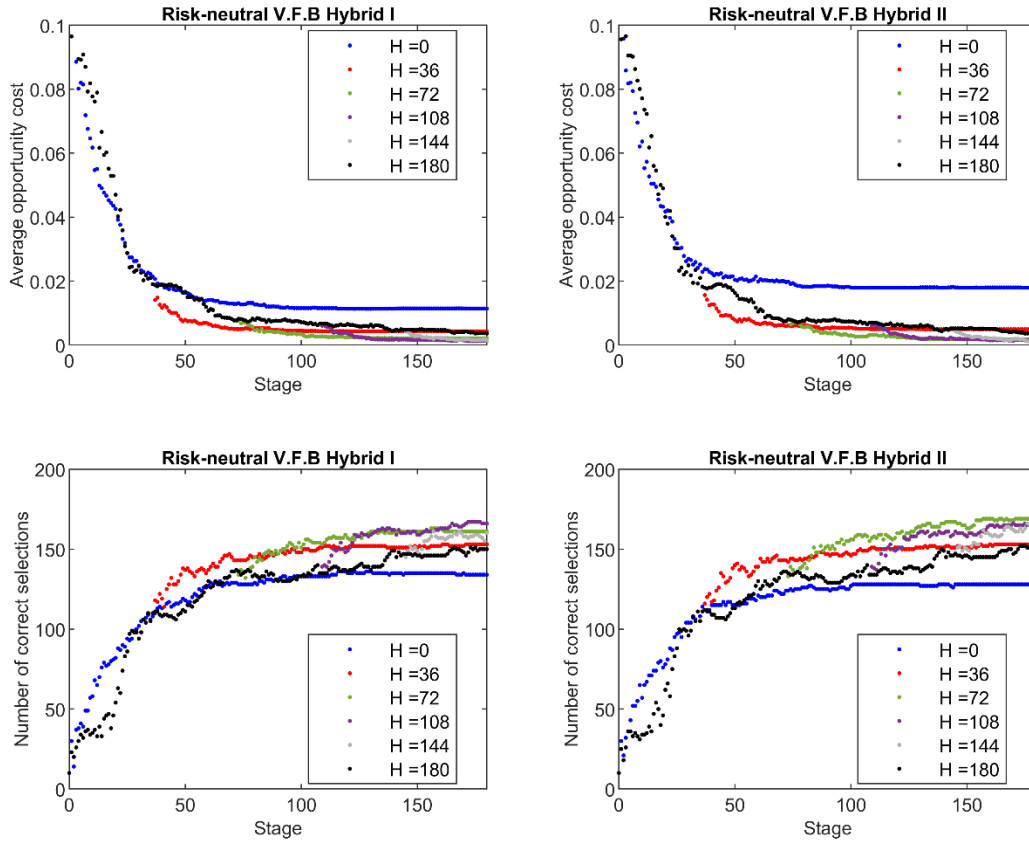 Risk-neutral V.F.B Hybrid I
0.1
0.08
0.06
0.04
0.02
0
Average opportunity cost
0
50
100
150
Stage
H =0
H =36
H =72
H =108
H =144
H =180
Risk-neutral V.F.B Hybrid II
0.1
0.08
0.06
0.04
0.02
0
Average opportunity cost
0
50
100
150
Stage
H =0
H =36
H =72
H =108
H =144
H =180
Risk-neutral V.F.B Hybrid I
200
150
100
50
0
Number of correct selections
0
50
100
150
Stage
H =0
H =36
H =72
H =108
H =144
H =180
Risk-neutral V.F.B Hybrid II
200
150
100
50
0
Number of correct selections
0
50
100
150
Stage
H =0
H =36
H =72
H =108
H =144
H =180